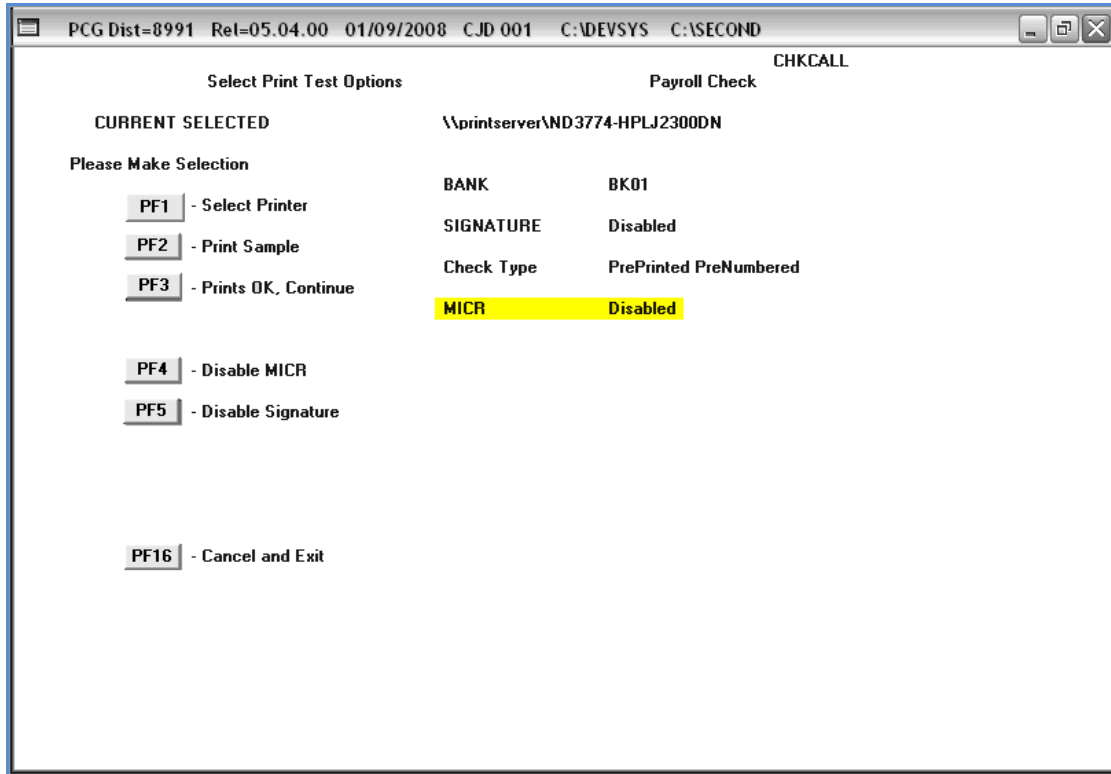 PCG Dist=8991 Rel=05.04.00 01/09/2008 CJD 001 C:\DEVSYS C:\SECOND
CHKCALL
Select Print Test Options Payroll Check
CURRENT SELECTED \\printserver\ND3774-HPLJ2300DN
Please Make Selection
BANK BK01
PF1 - Select Printer
SIGNATURE Disabled
PF2 - Print Sample
Check Type PrePrinted PreNumbered
PF3 - Prints OK, Continue
MICR Disabled
PF4 - Disable MICR
PF5 - Disable Signature
PF16 - Cancel and Exit